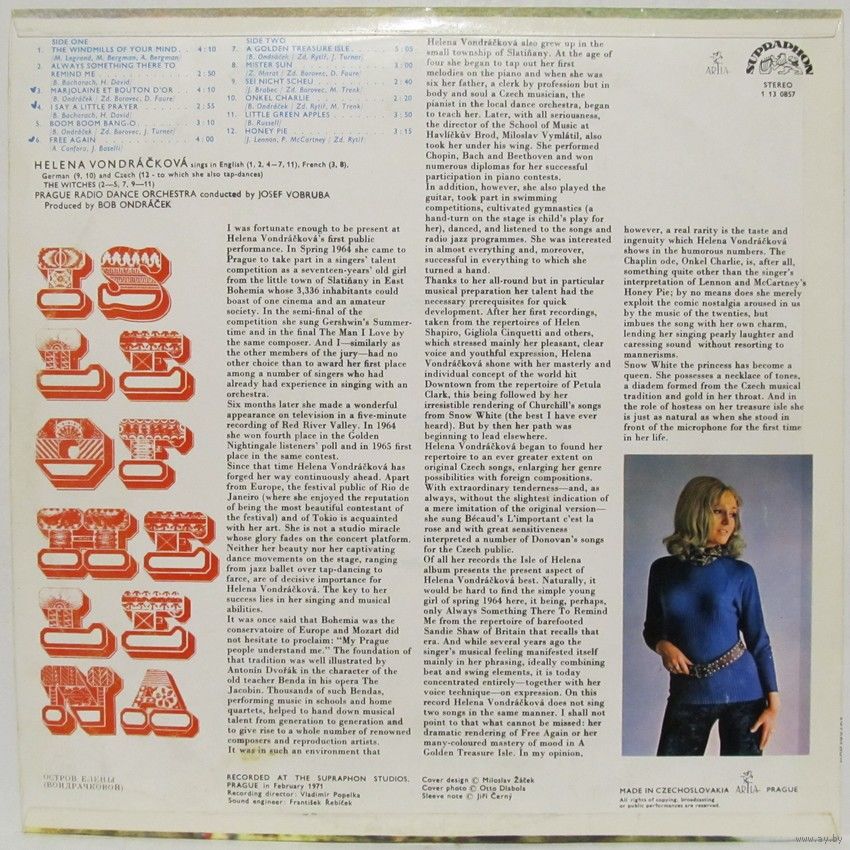 SIDE ONE
1. THE WINDMILLS OF YOUR MIND. . 4:10
(M. Legrand, M. Bergman, A. Bergman)
2. ALWAYS SOMETHING THERE TO
REMIND ME . . . 2:50
(B. Bacharach, H. David)
3. MARJOLAINE ET BOUTON D'OR . 4:10
(B. Ondráček / Zd. Borovec, D. Faure)
4. I SAY A LITTLE PRAYER . . 2:55
(B. Bacharach, H. David)
5. BOOM BOOM BANG-O . . . 3:10
(B. Ondráček / Zd. Borovec, J. Turner)
6. FREE AGAIN . . . 4:00
(A. Canfora, J. Baselli)
SIDE TWO
7. A GOLDEN TREASURE ISLE. . . 5:05
(B. Ondráček / Zd. Rytíř, J. Turner)
8. MISTER SUN . . . 3:00
(Z. Marat / Zd. Borovec, D. Faure)
9. SEI NICHT SCHEU . . . 2:40
(J. Brabec / Zd. Borovec, M. Trenk)
10. ONKEL CHARLIE . . . 2:20
(B. Ondráček / Zd. Rytíř, M. Trenk)
11. LITTLE GREEN APPLES . . . 3:50
(B. Russell)
12. HONEY PIE . . . 3:15
(J. Lennon, P. McCartney / Zd. Rytíř)
HELENA VONDRÁČKOVÁ sings in English (1, 2, 4—7, 11), French (3, 8),
German (9, 10) and Czech (12 - to which she also tap-dances)
THE WITCHES (2—5, 7, 9—11)
PRAGUE RADIO DANCE ORCHESTRA conducted by JOSEF VOBRUBA
Produced by BOB ONDRÁČEK
IS
LE
OF
HE
LE
NA
ОСТРОВ ЕЛЕНЫ
(ВОНДРАЧКОВОЙ)
I was fortunate enough to be present at
Helena Vondráčková's first public
performance. In Spring 1964 she came to
Prague to take part in a singers' talent
competition as a seventeen-years' old girl
from the little town of Slatiňany in East
Bohemia whose 3,336 inhabitants could
boast of one cinema and an amateur
society. In the semi-final of the
competition she sung Gershwin's Summer-
time and in the final The Man I Love by
the same composer. And I—similarly as
the other members of the jury—had no
other choice than to award her first place
among a number of singers who had
already had experience in singing with an
orchestra.
Six months later she made a wonderful
appearance on television in a five-minute
recording of Red River Valley. In 1964
she won fourth place in the Golden
Nightingale listeners' poll and in 1965 first
place in the same contest.
Since that time Helena Vondráčková has
forged her way continuously ahead. Apart
from Europe, the festival public of Rio de
Janeiro (where she enjoyed the reputation
of being the most beautiful contestant of
the festival) and of Tokio is acquainted
with her art. She is not a studio miracle
whose glory fades on the concert platform.
Neither her beauty nor her captivating
dance movements on the stage, ranging
from jazz ballet over tap-dancing to
farce, are of decisive importance for
Helena Vondráčková. The key to her
success lies in her singing and musical
abilities.
It was once said that Bohemia was the
conservatoire of Europe and Mozart did
not hesitate to proclaim: "My Prague
people understand me." The foundation of
that tradition was well illustrated by
Antonín Dvořák in the character of the
old teacher Benda in his opera The
Jacobin. Thousands of such Bendas,
performing music in schools and home
quartets, helped to hand down musical
talent from generation to generation and
to give rise to a whole number of renowned
composers and reproduction artists.
It was in such an environment that
Helena Vondráčková also grew up in the
small township of Slatiňany. At the age of
four she began to tap out her first
melodies on the piano and when she was
six her father, a clerk by profession but in
body and soul a Czech musician, the
pianist in the local dance orchestra, began
to teach her. Later, with all seriousness,
the director of the School of Music at
Havlíčkův Brod, Miloslav Vymlátil, also
took her under his wing. She performed
Chopin, Bach and Beethoven and won
numerous diplomas for her successful
participation in piano contests.
In addition, however, she also played the
guitar, took part in swimming
competitions, cultivated gymnastics (a
hand-turn on the stage is child's play for
her), danced, and listened to the songs and
radio jazz programmes. She was interested
in almost everything and, moreover,
successful in everything to which she
turned a hand.
Thanks to her all-round but in particular
musical preparation her talent had the
necessary prerequisites for quick
development. After her first recordings,
taken from the repertoires of Helen
Shapiro, Gigliola Cinquetti and others,
which stressed mainly her pleasant, clear
voice and youthful expression, Helena
Vondráčková shone with her masterly and
individual concept of the world hit
Downtown from the repertoire of Petula
Clark, this being followed by her
irresistible rendering of Churchill's songs
from Snow White (the best I have ever
heard). But by then her path was
beginning to lead elsewhere.
Helena Vondráčková began to found her
repertoire to an ever greater extent on
original Czech songs, enlarging her genre
possibilities with foreign compositions.
With extraordinary tenderness—and, as
always, without the slightest indication of
a mere imitation of the original version—
she sung Bécaud's L'important c'est la
rose and with great sensitiveness
interpreted a number of Donovan's songs
for the Czech public.
Of all her records the Isle of Helena
album presents the present aspect of
Helena Vondráčková best. Naturally, it
would be hard to find the simple young
girl of spring 1964 here, it being, perhaps,
only Always Something There To Remind
Me from the repertoire of barefooted
Sandie Shaw of Britain that recalls that
era. And while several years ago the
singer's musical feeling manifested itself
mainly in her phrasing, ideally combining
beat and swing elements, it is today
concentrated entirely—together with her
voice technique—on expression. On this
record Helena Vondráčková does not sing
two songs in the same manner. I shall not
point to that what cannot be missed: her
dramatic rendering of Free Again or her
many-coloured mastery of mood in A
Golden Treasure Isle. In my opinion,
however, a real rarity is the taste and
ingenuity which Helena Vondráčková
shows in the humorous numbers. The
Chaplin ode, Onkel Charlie, is, after all,
something quite other than the singer's
interpretation of Lennon and McCartney's
Honey Pie; by no means does she merely
exploit the comic nostalgia aroused in us
by the music of the twenties, but
imbues the song with her own charm,
lending her singing pearly laughter and
caressing sound without resorting to
mannerisms.
Snow White the princess has become a
queen. She possesses a necklace of tones,
a diadem formed from the Czech musical
tradition and gold in her throat. And in
the role of hostess on her treasure isle she
is just as natural as when she stood in
front of the microphone for the first time
in her life.
ARTIA
SUPRAPHON
STEREO
1 13 0857
RECORDED AT THE SUPRAPHON STUDIOS,
PRAGUE in February 1971
Recording director: Vladimír Popelka
Sound engineer: František Řebíček
Cover design © Miloslav Žáček
Cover photo © Otto Dlabola
Sleeve note © Jiří Černý
MADE IN CZECHOSLOVAKIA ARTIA PRAGUE
All rights of copying, broadcasting
or public performances are reserved.
www.ay.by